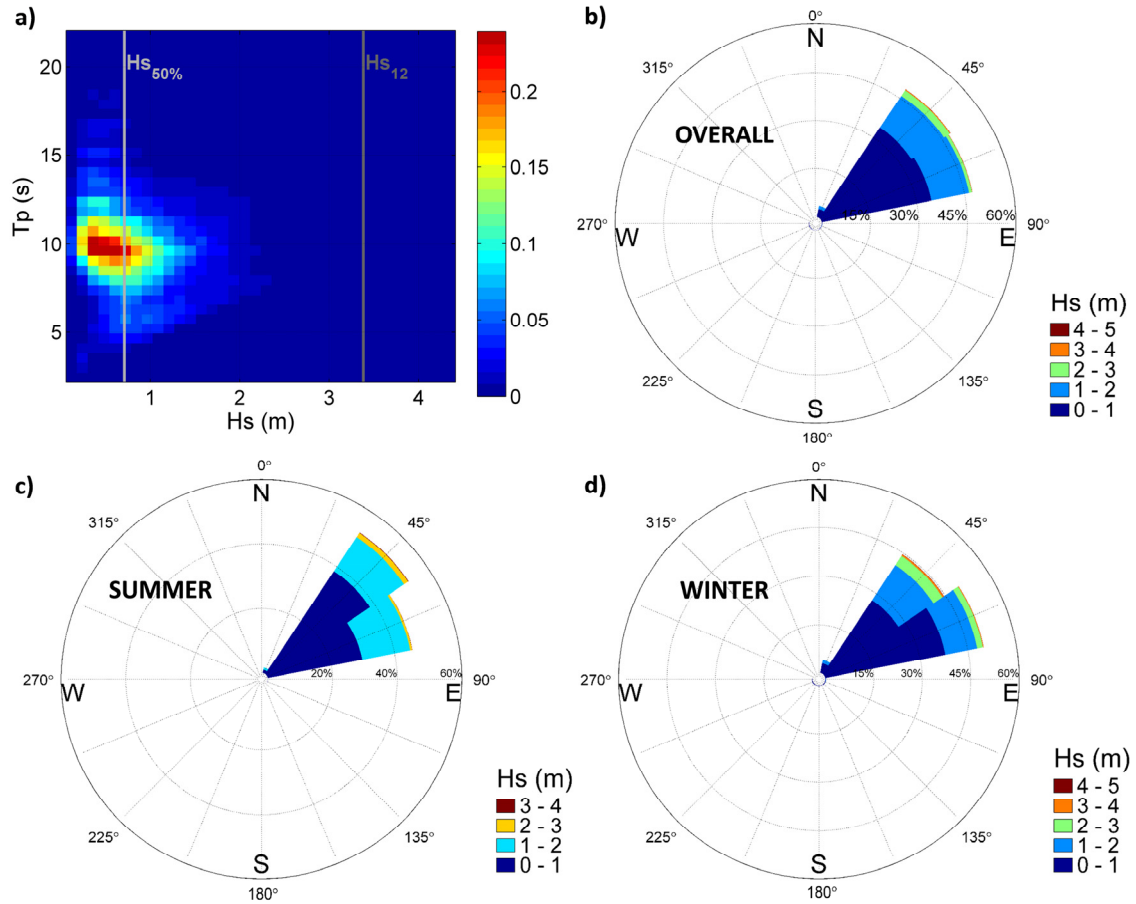 a)
Hs50%
Hs12
20
15
10
5
Tp (s)
1
2
3
4
Hs (m)
0.2
0.15
0.1
0.05
0
b)
0°
N
315°
45°
OVERALL
270°
W
15%
30%
45%
60%
E
90°
225°
135°
S
180°
Hs (m)
4 - 5
3 - 4
2 - 3
1 - 2
0 - 1
c)
0°
N
315°
45°
SUMMER
270°
W
20%
40%
60%
E
90°
225°
135°
S
180°
Hs (m)
3 - 4
2 - 3
1 - 2
0 - 1
d)
0°
N
315°
45°
WINTER
270°
W
15%
30%
45%
60%
E
90°
225°
135°
S
180°
Hs (m)
4 - 5
3 - 4
2 - 3
1 - 2
0 - 1